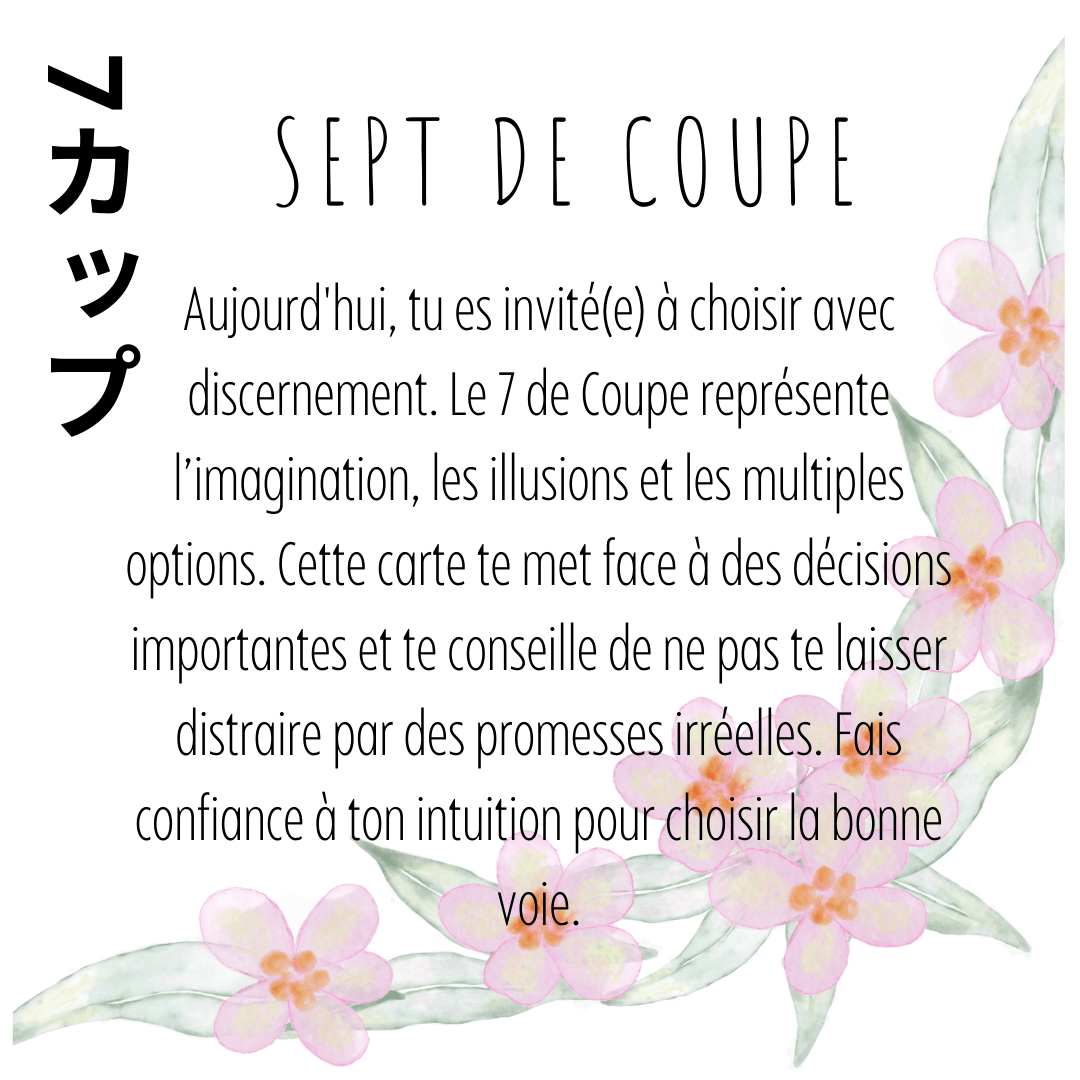 7カップ
SEPT DE COUPE
Aujourd'hui, tu es invité(e) à choisir avec
discernement. Le 7 de Coupe représente
l’imagination, les illusions et les multiples
options. Cette carte te met face à des décisions
importantes et te conseille de ne pas te laisser
distraire par des promesses irréelles. Fais
confiance à ton intuition pour choisir la bonne
voie.